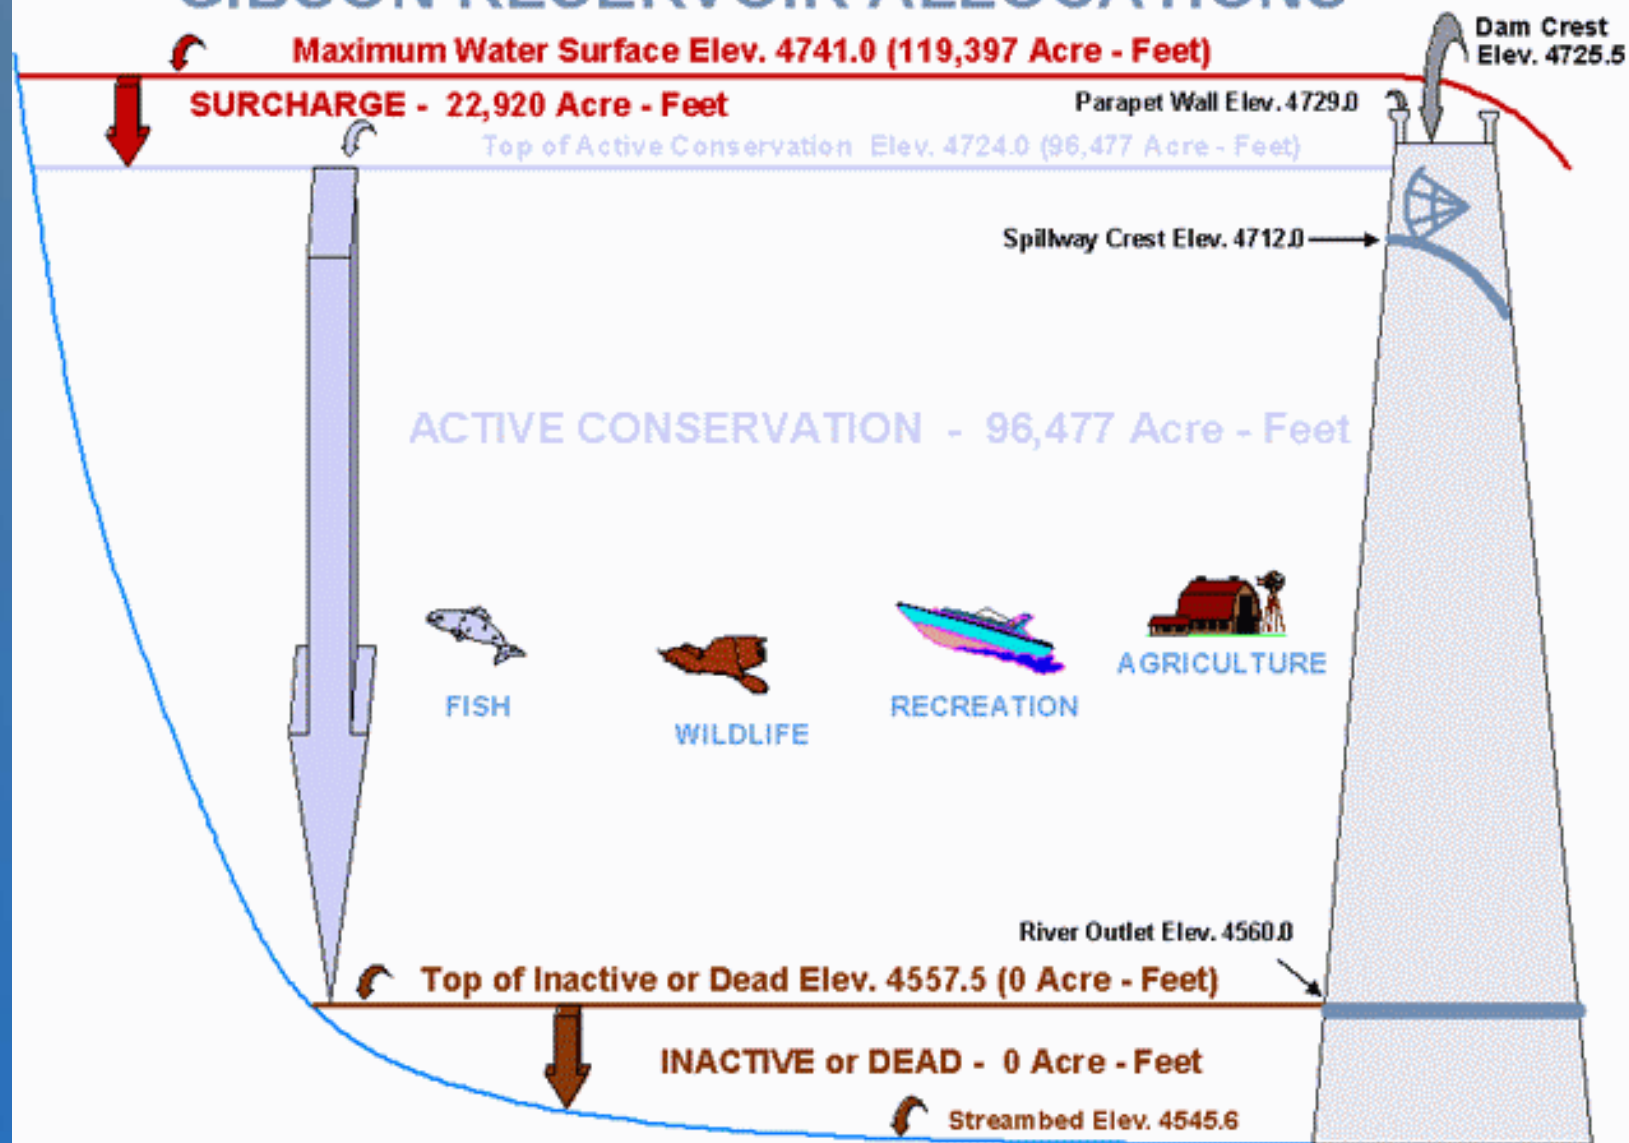 GIBSON RESERVOIR ALLOCATIONS
Dam Crest
Elev. 4725.5
Maximum Water Surface Elev. 4741.0 (119,397 Acre - Feet)
SURCHARGE - 22,920 Acre - Feet
Parapet Wall Elev. 4729.0
Top of Active Conservation Elev. 4724.0 (96,477 Acre - Feet)
Spillway Crest Elev. 4712.0
ACTIVE CONSERVATION - 96,477 Acre - Feet
FISH
WILDLIFE
RECREATION
AGRICULTURE
River Outlet Elev. 4560.0
Top of Inactive or Dead Elev. 4557.5 (0 Acre - Feet)
INACTIVE or DEAD - 0 Acre - Feet
Streambed Elev. 4545.6